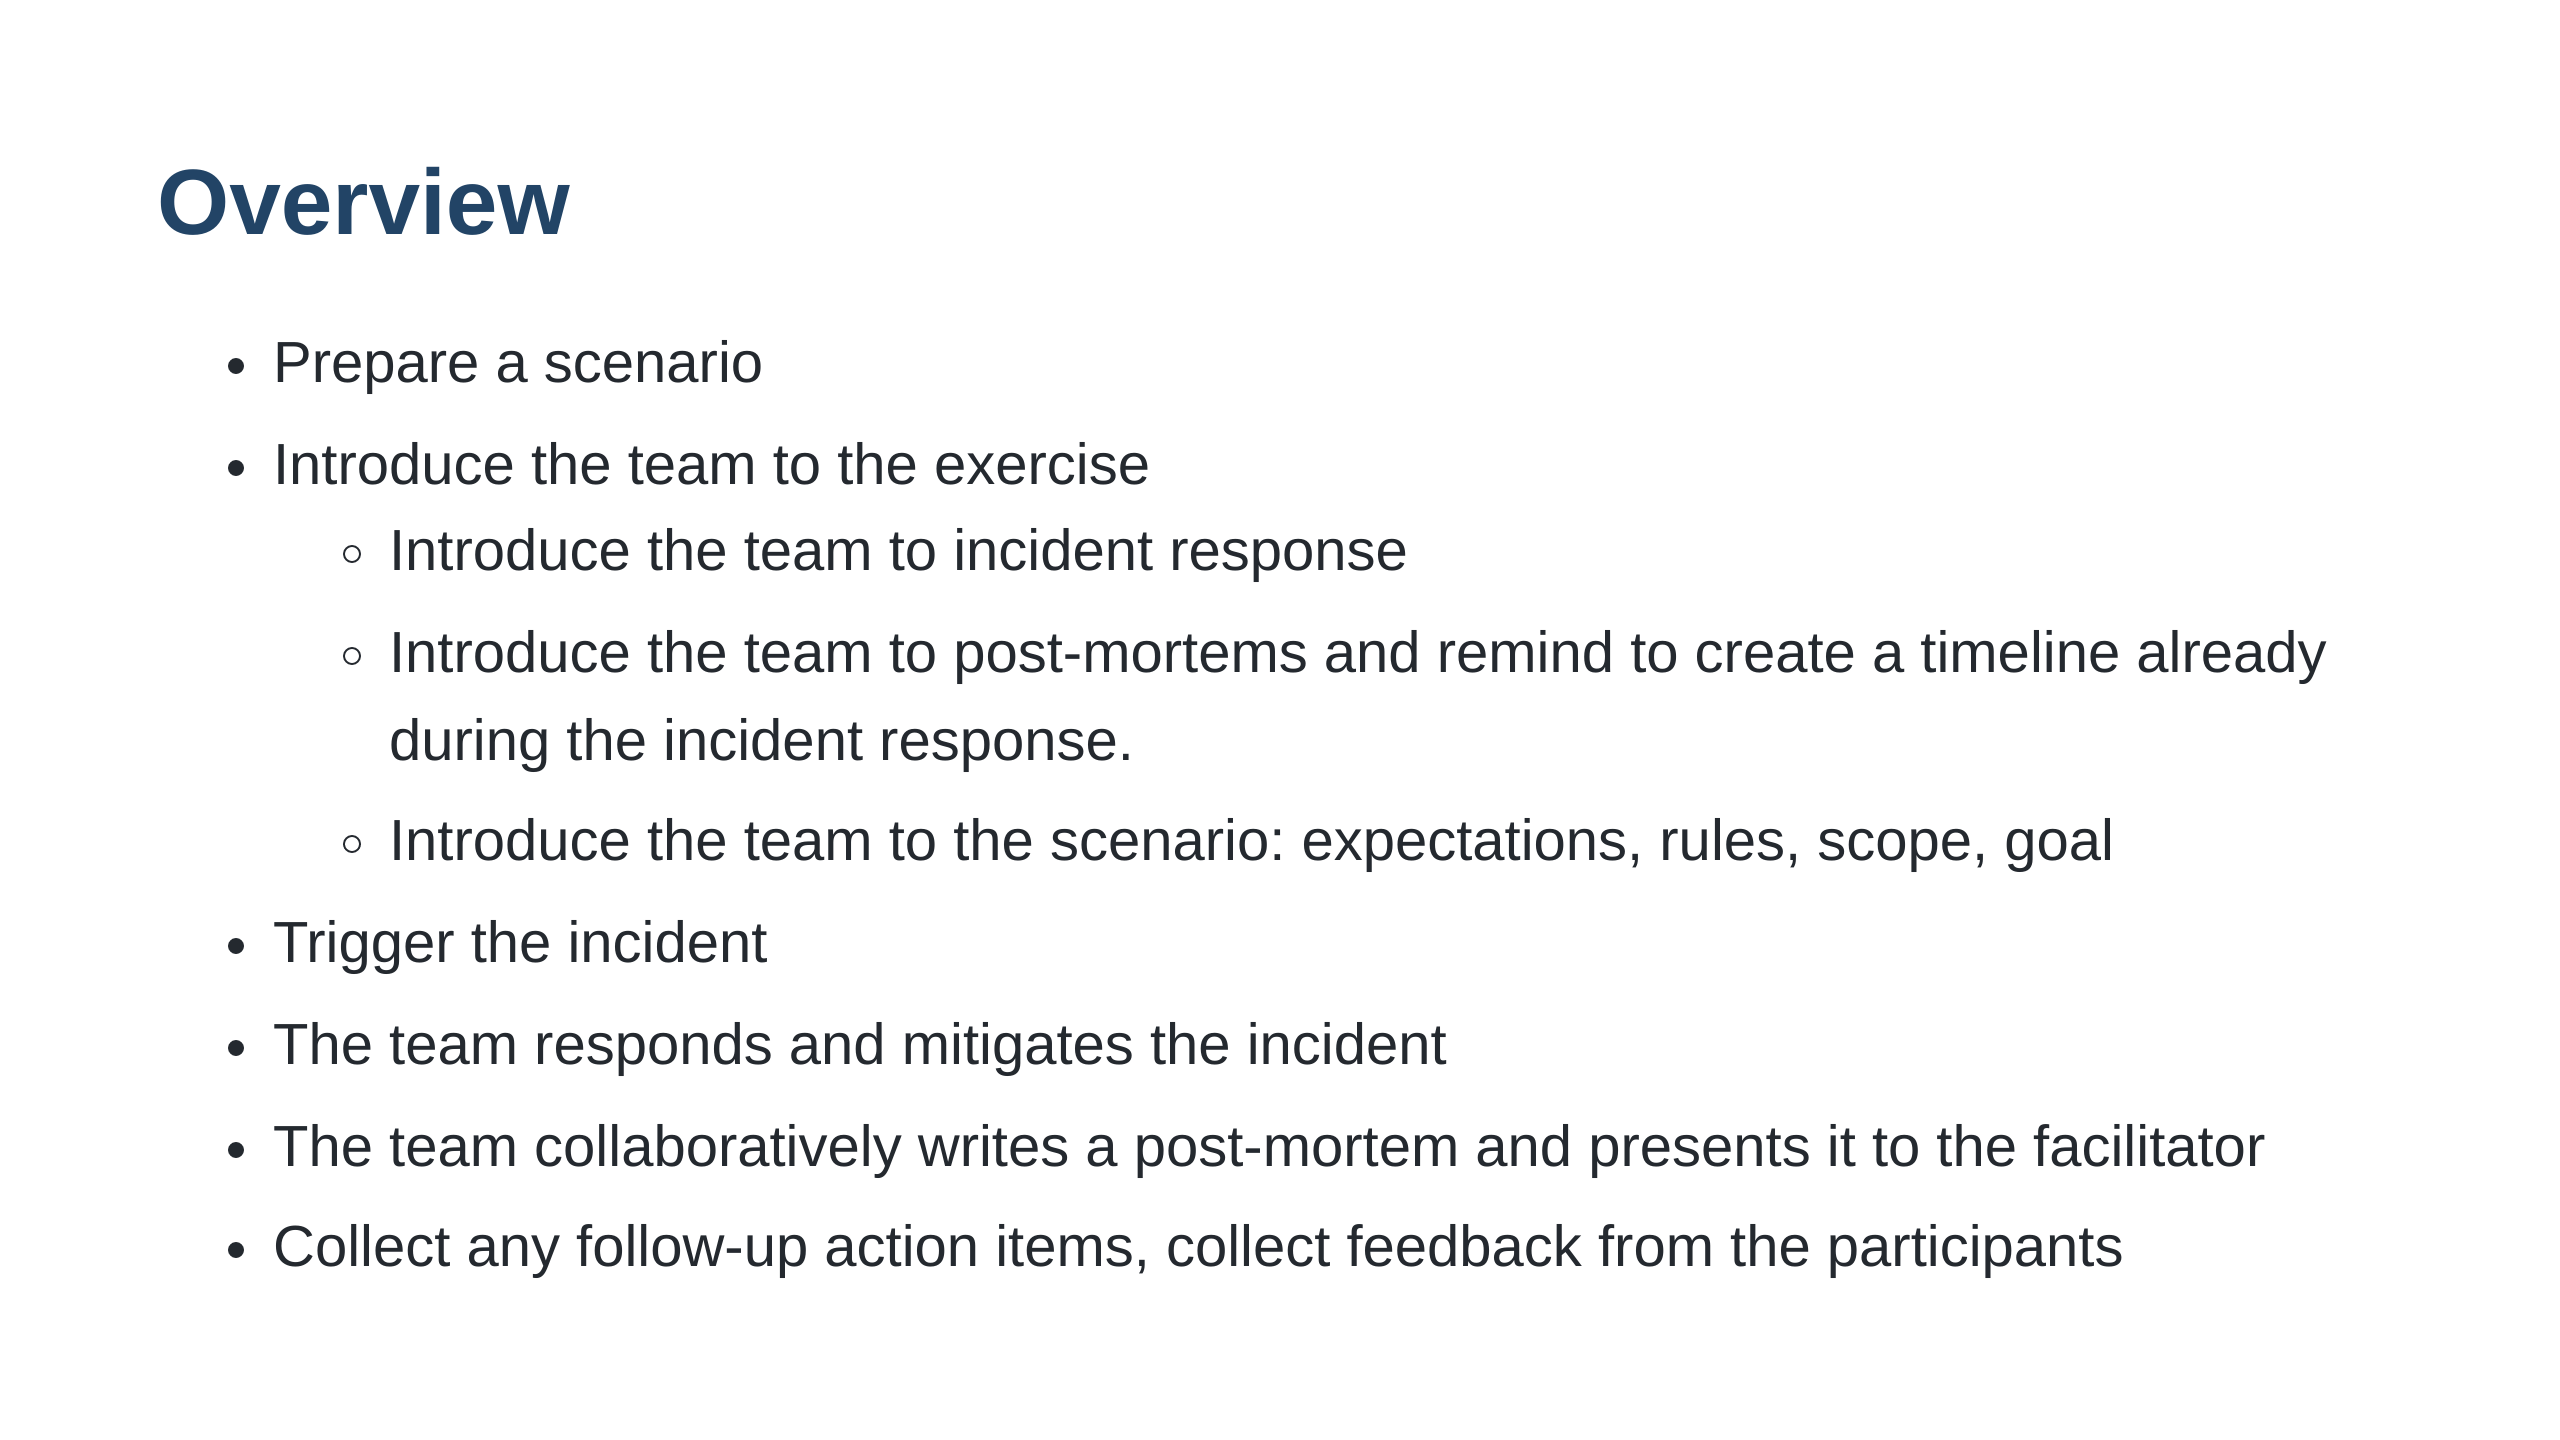 Overview
Prepare a scenario
Introduce the team to the exercise
Introduce the team to incident response
Introduce the team to post-mortems and remind to create a timeline already
during the incident response.
Introduce the team to the scenario: expectations, rules, scope, goal
Trigger the incident
The team responds and mitigates the incident
The team collaboratively writes a post-mortem and presents it to the facilitator
Collect any follow-up action items, collect feedback from the participants